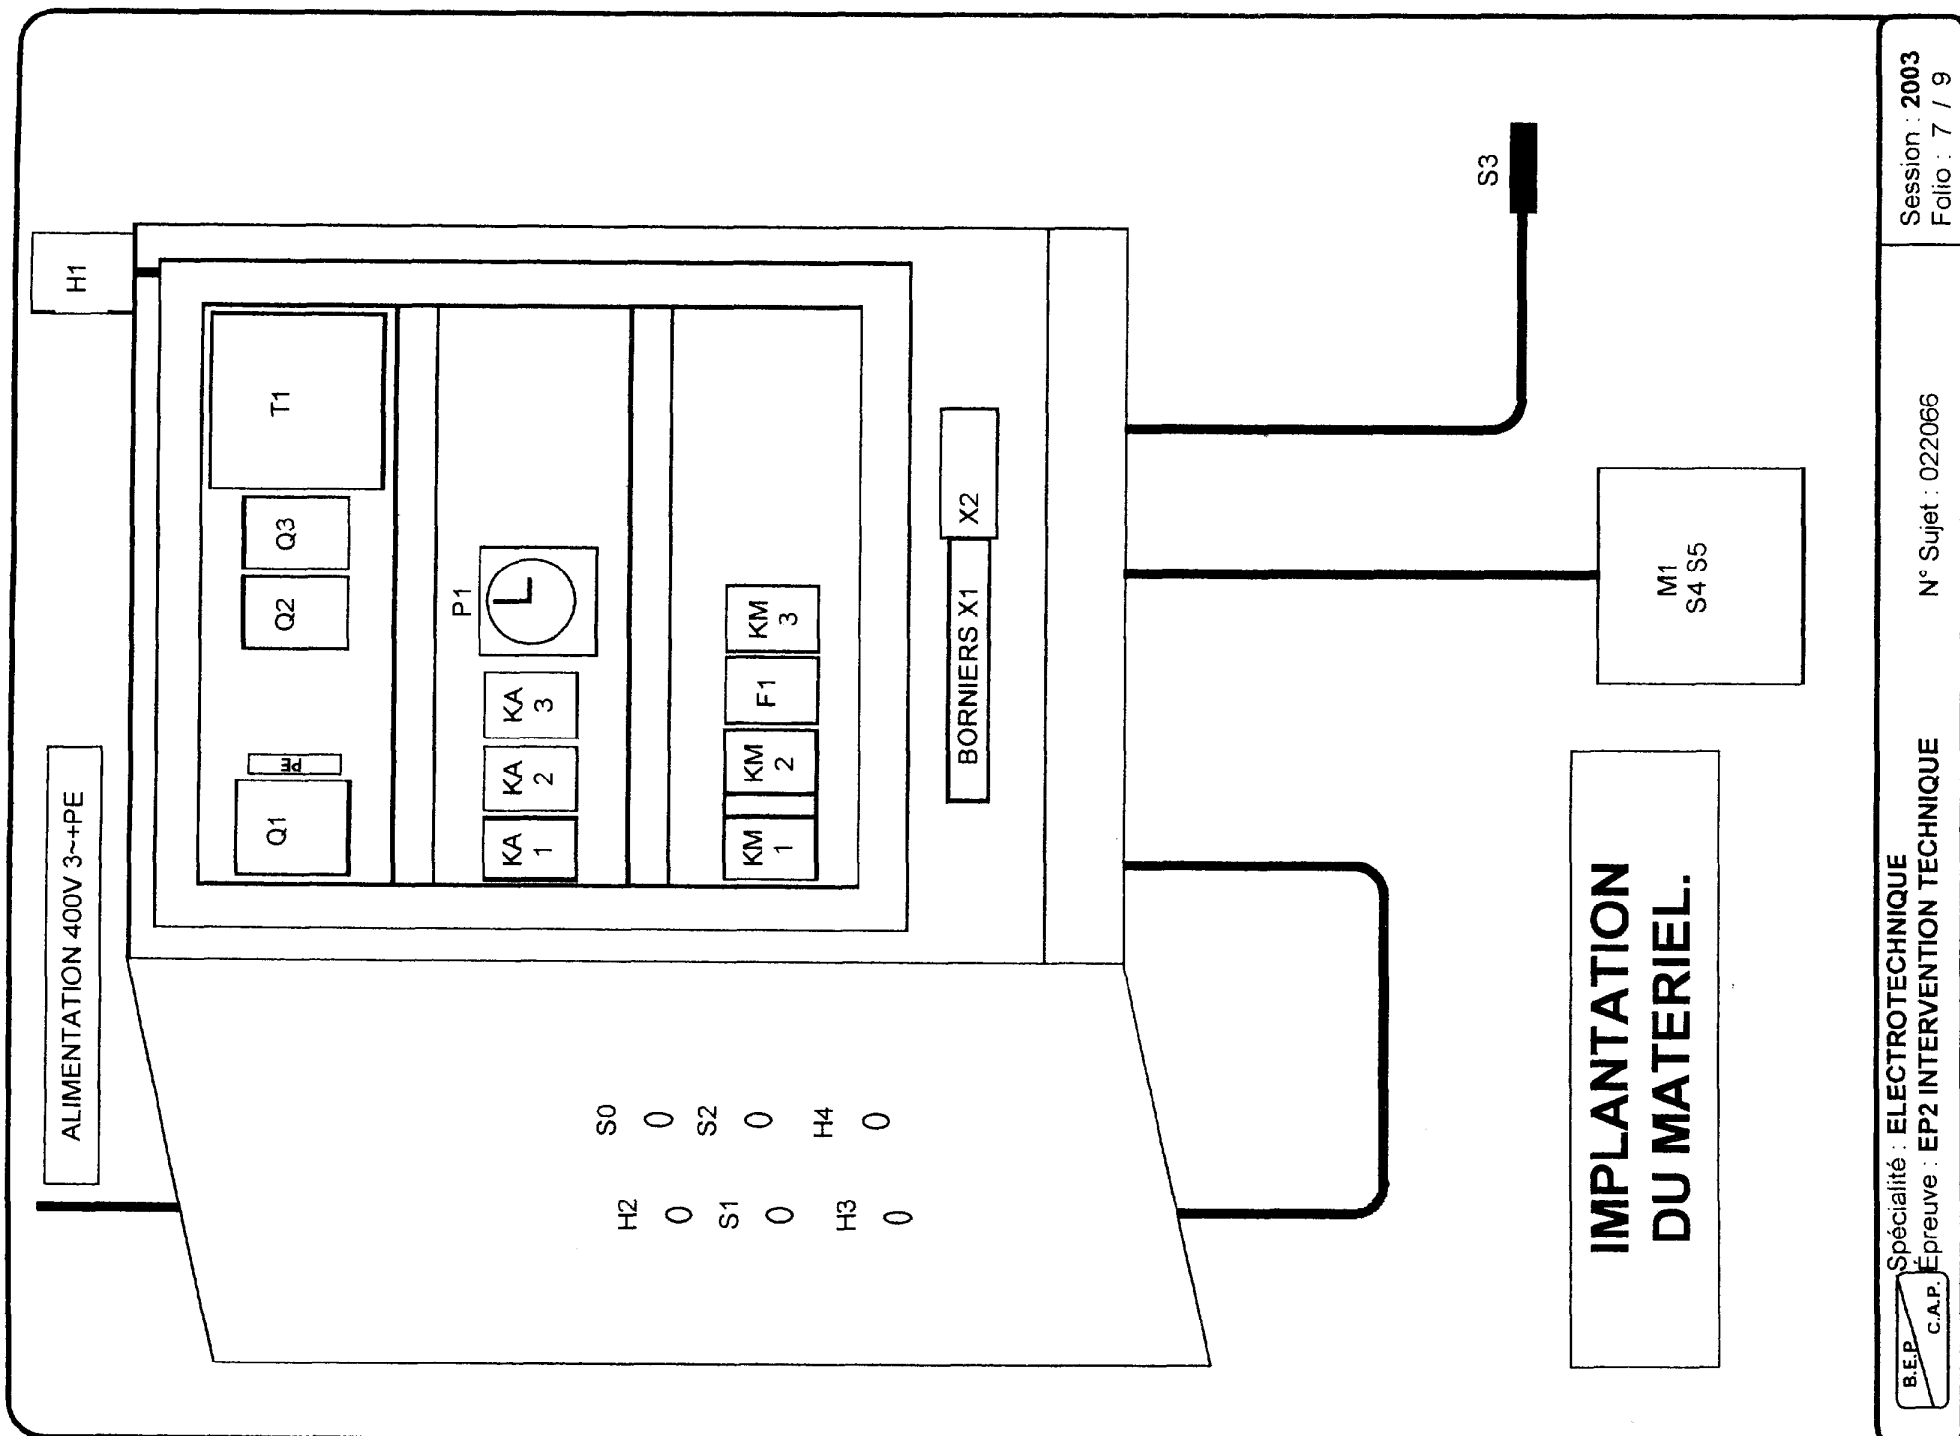 ALIMENTATION 400V 3~+PE
H1
Q1
PE
Q2
Q3
T1
KA
1
KA
2
KA
3
P1
KM
1
KM
2
F1
KM
3
BORNIERS X1
X2
H2
S0
S1
S2
H3
H4
S3
M1
S4 S5
IMPLANTATION
DU MATERIEL.
B.E.P.
C.A.P.
Spécialité : ELECTROTECHNIQUE
Épreuve : EP2 INTERVENTION TECHNIQUE
N° Sujet : 022066
Session : 2003
Folio : 7 / 9